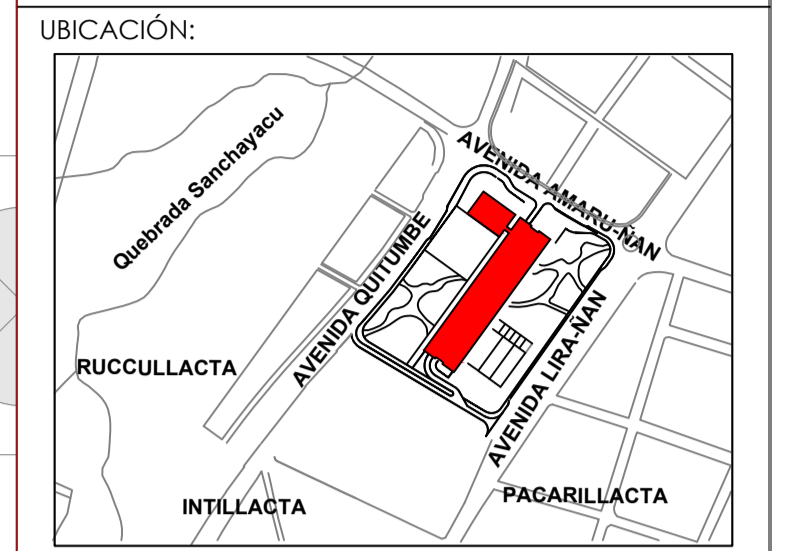 UBICACIÓN:
Quebrada Sanchayacu
AVENIDA AMARU-ÑAN
AVENIDA QUITUMBE
AVENIDA LIRA-ÑAN
RUCCULLACTA
INTILLACTA
PACARILLACTA